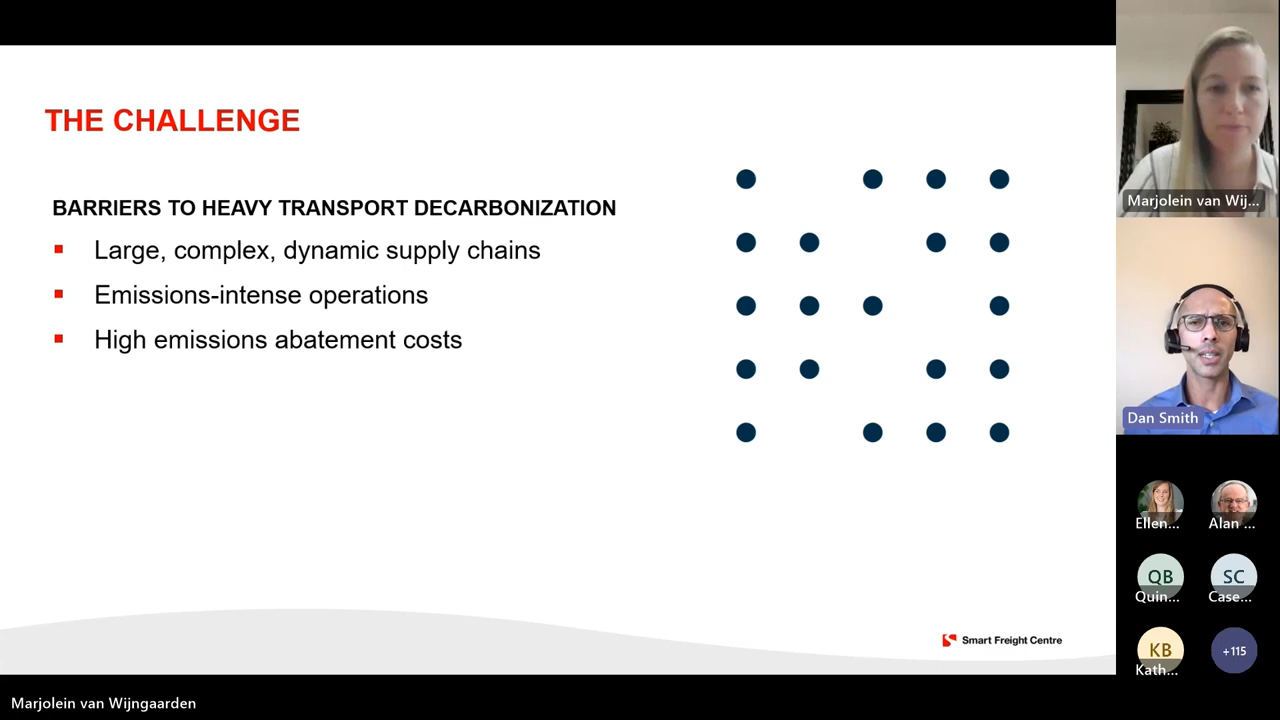 THE CHALLENGE
BARRIERS TO HEAVY TRANSPORT DECARBONIZATION
Large, complex, dynamic supply chains
Emissions-intense operations
High emissions abatement costs
Smart Freight Centre
Marjolein van Wij...
Dan Smith
Ellen...
Alan ...
QB
SC
Quin...
Case...
KB
+115
Kath...
Marjolein van Wijngaarden